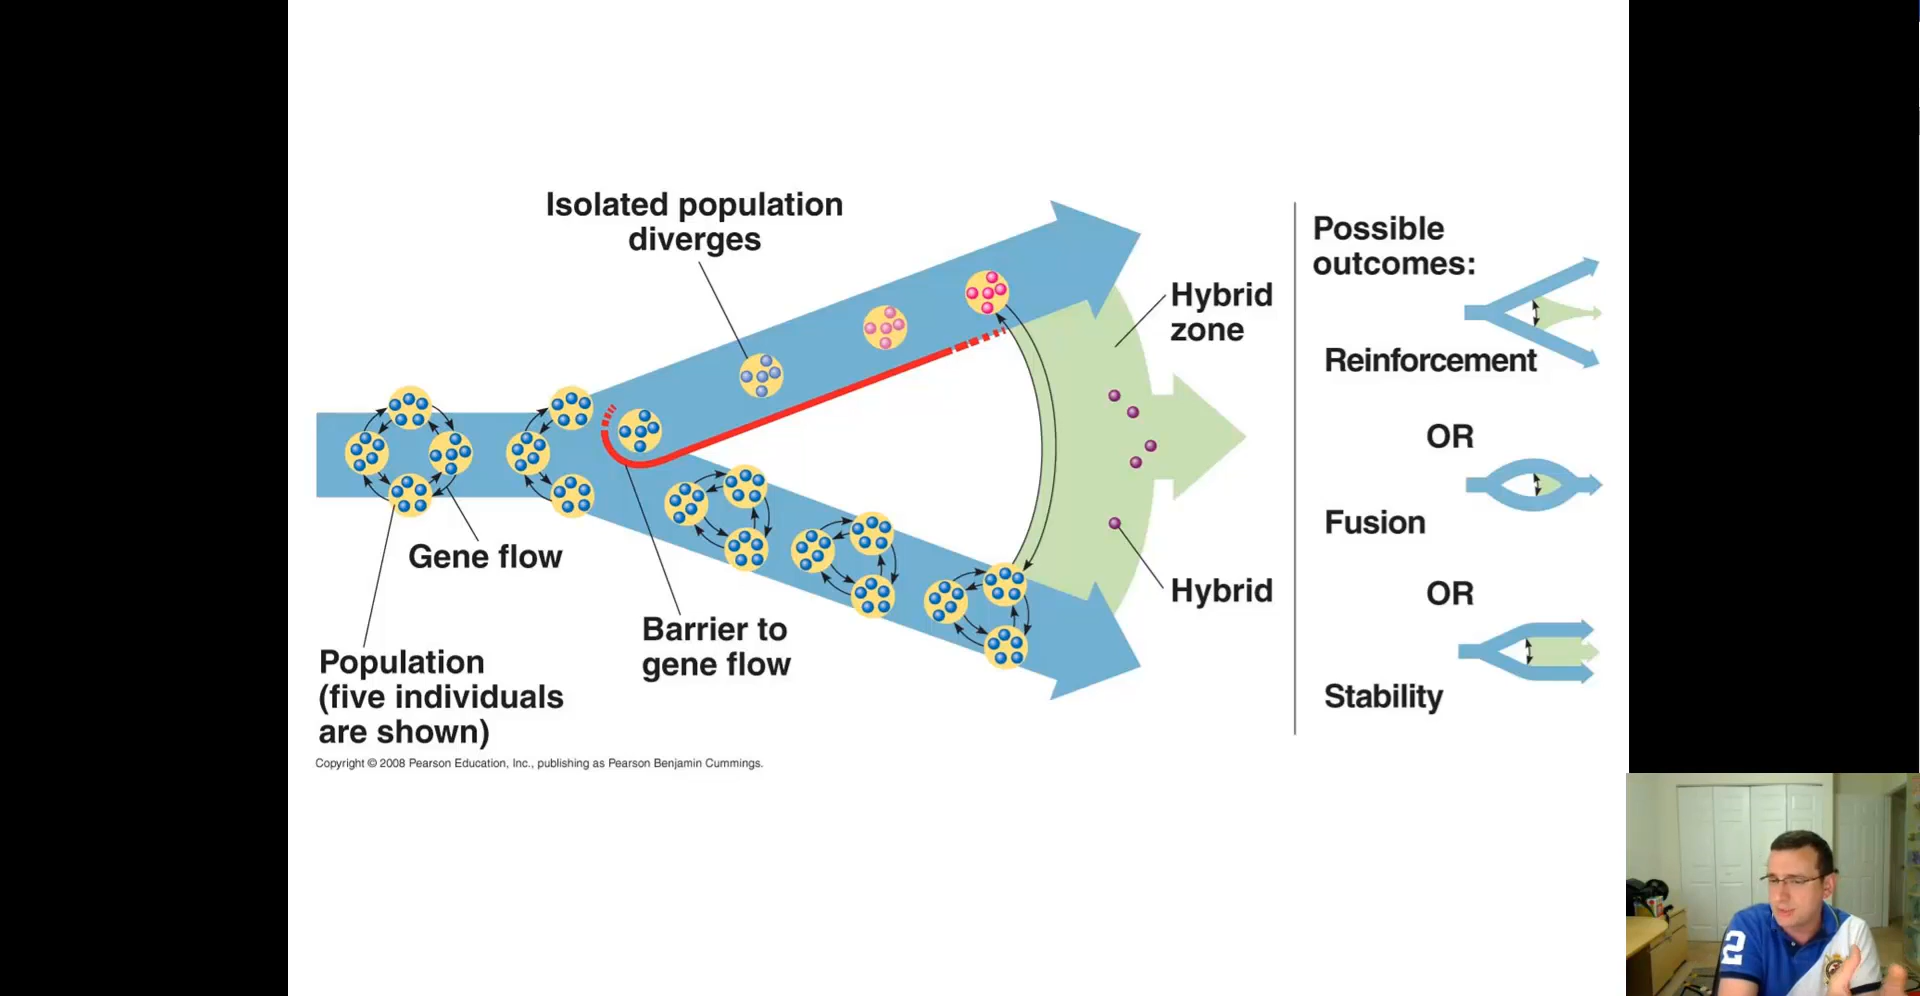 Isolated population
diverges
Hybrid
zone
Gene flow
Barrier to
gene flow
Hybrid
Population
(five individuals
are shown)
Copyright © 2008 Pearson Education, Inc., publishing as Pearson Benjamin Cummings.
Possible
outcomes:
Reinforcement
OR
Fusion
OR
Stability
2